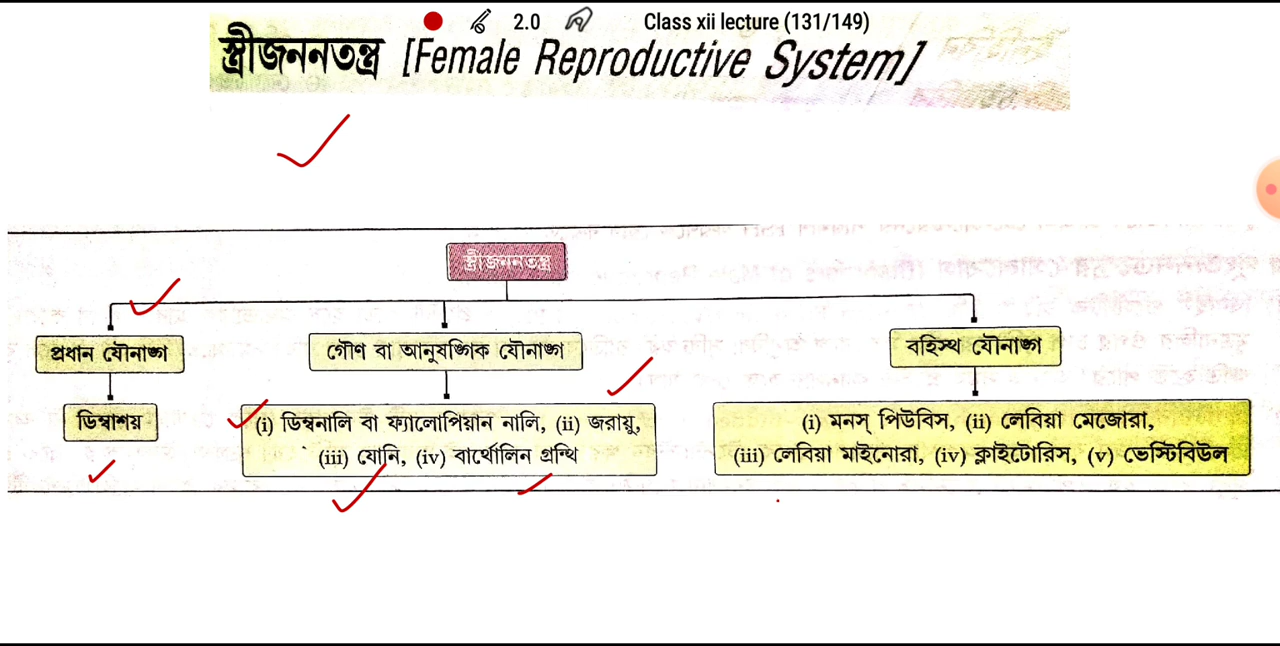 2.0 Class xii lecture (131/149)
স্ত্রীজননতন্ত্র [Female Reproductive System]
স্ত্রীজননতন্ত্র
প্রধান যৌনাঙ্গ
গৌণ বা আনুষঙ্গিক যৌনাঙ্গ
বহিস্থ যৌনাঙ্গ
ডিম্বাশয়
(i) ডিম্বনালি বা ফ্যালোপিয়ান নালি, (ii) জরায়ু,
(iii) যোনি, (iv) বার্থোলিন গ্রন্থি
(i) মনস্ পিউবিস, (ii) লেবিয়া মেজোরা,
(iii) লেবিয়া মাইনোরা, (iv) ক্লাইটোরিস, (v) ভেস্টিবিউল